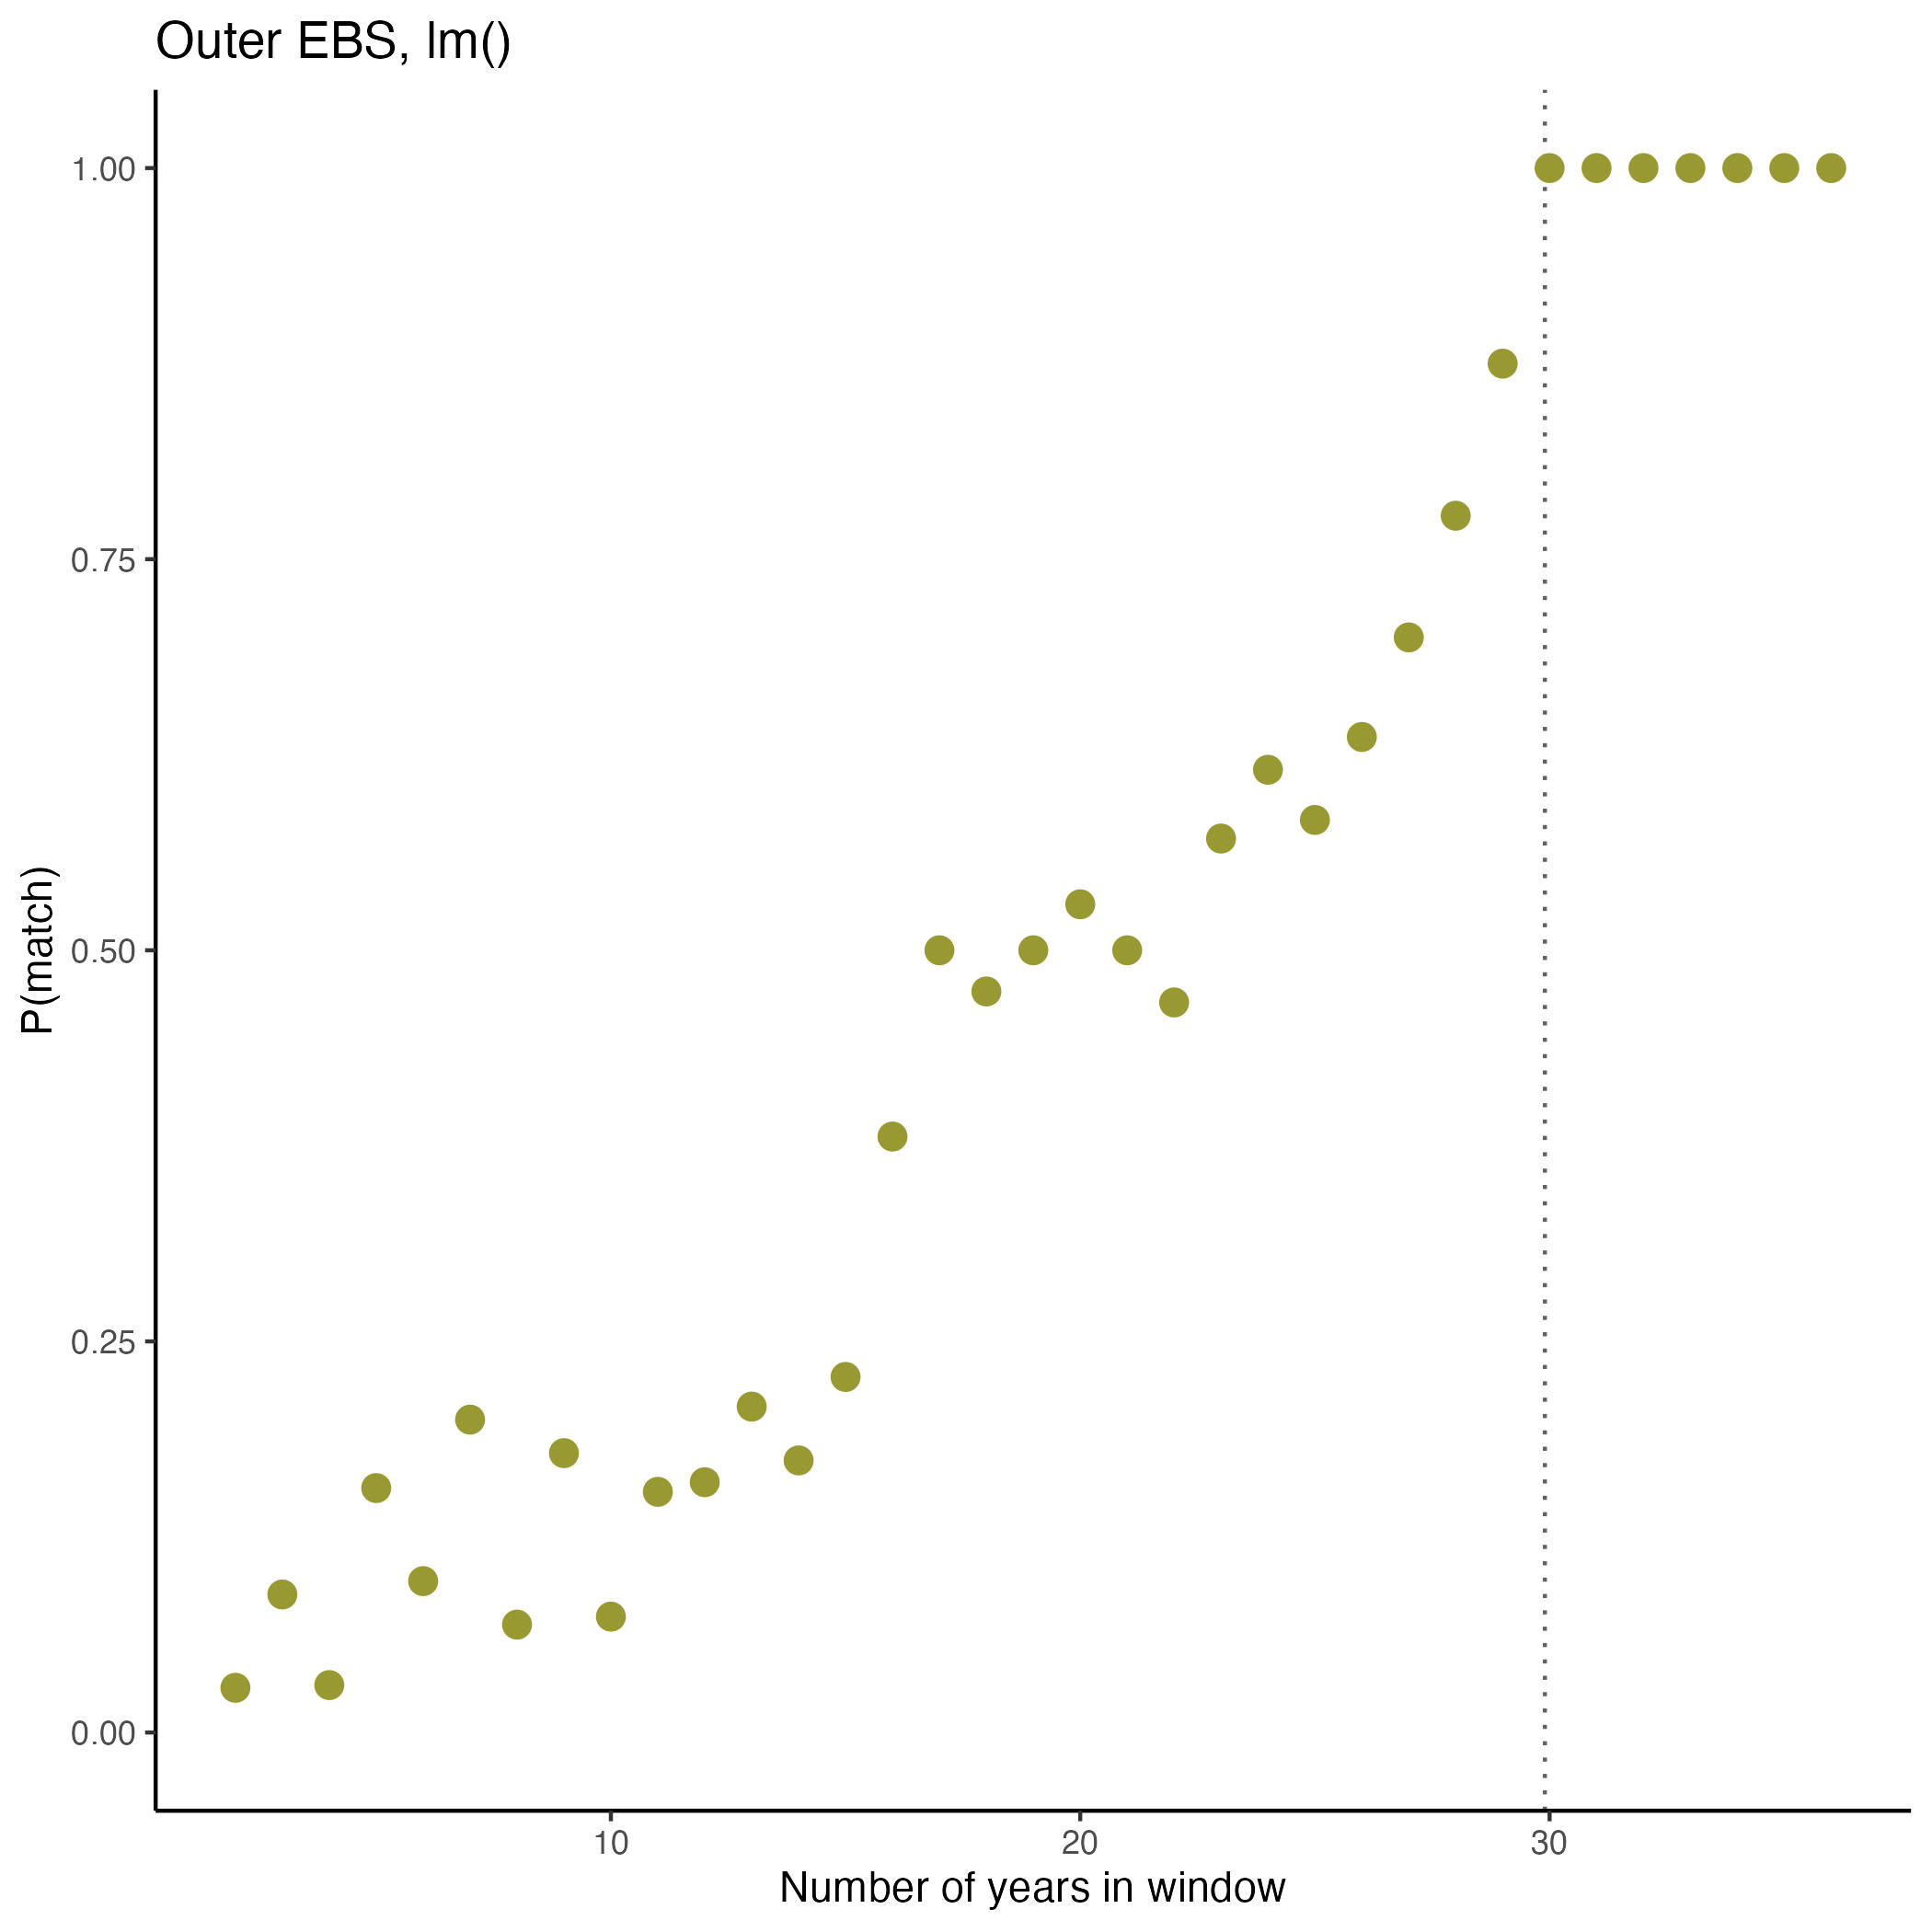 Outer EBS, lm()
1.00
0.75
0.50
0.25
0.00
P(match)
10 20 30
Number of years in window